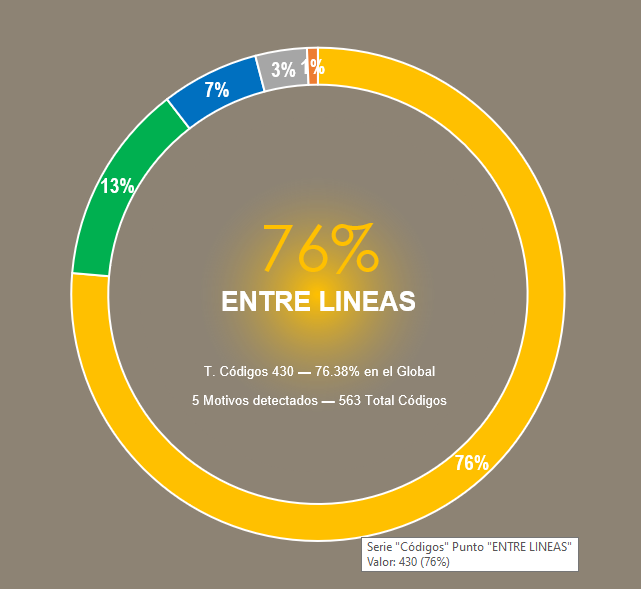 3%
1%
7%
13%
76%
ENTRE LINEAS
T. Códigos 430 — 76.38% en el Global
5 Motivos detectados — 563 Total Códigos
76%
Serie "Códigos" Punto "ENTRE LINEAS"
Valor: 430 (76%)